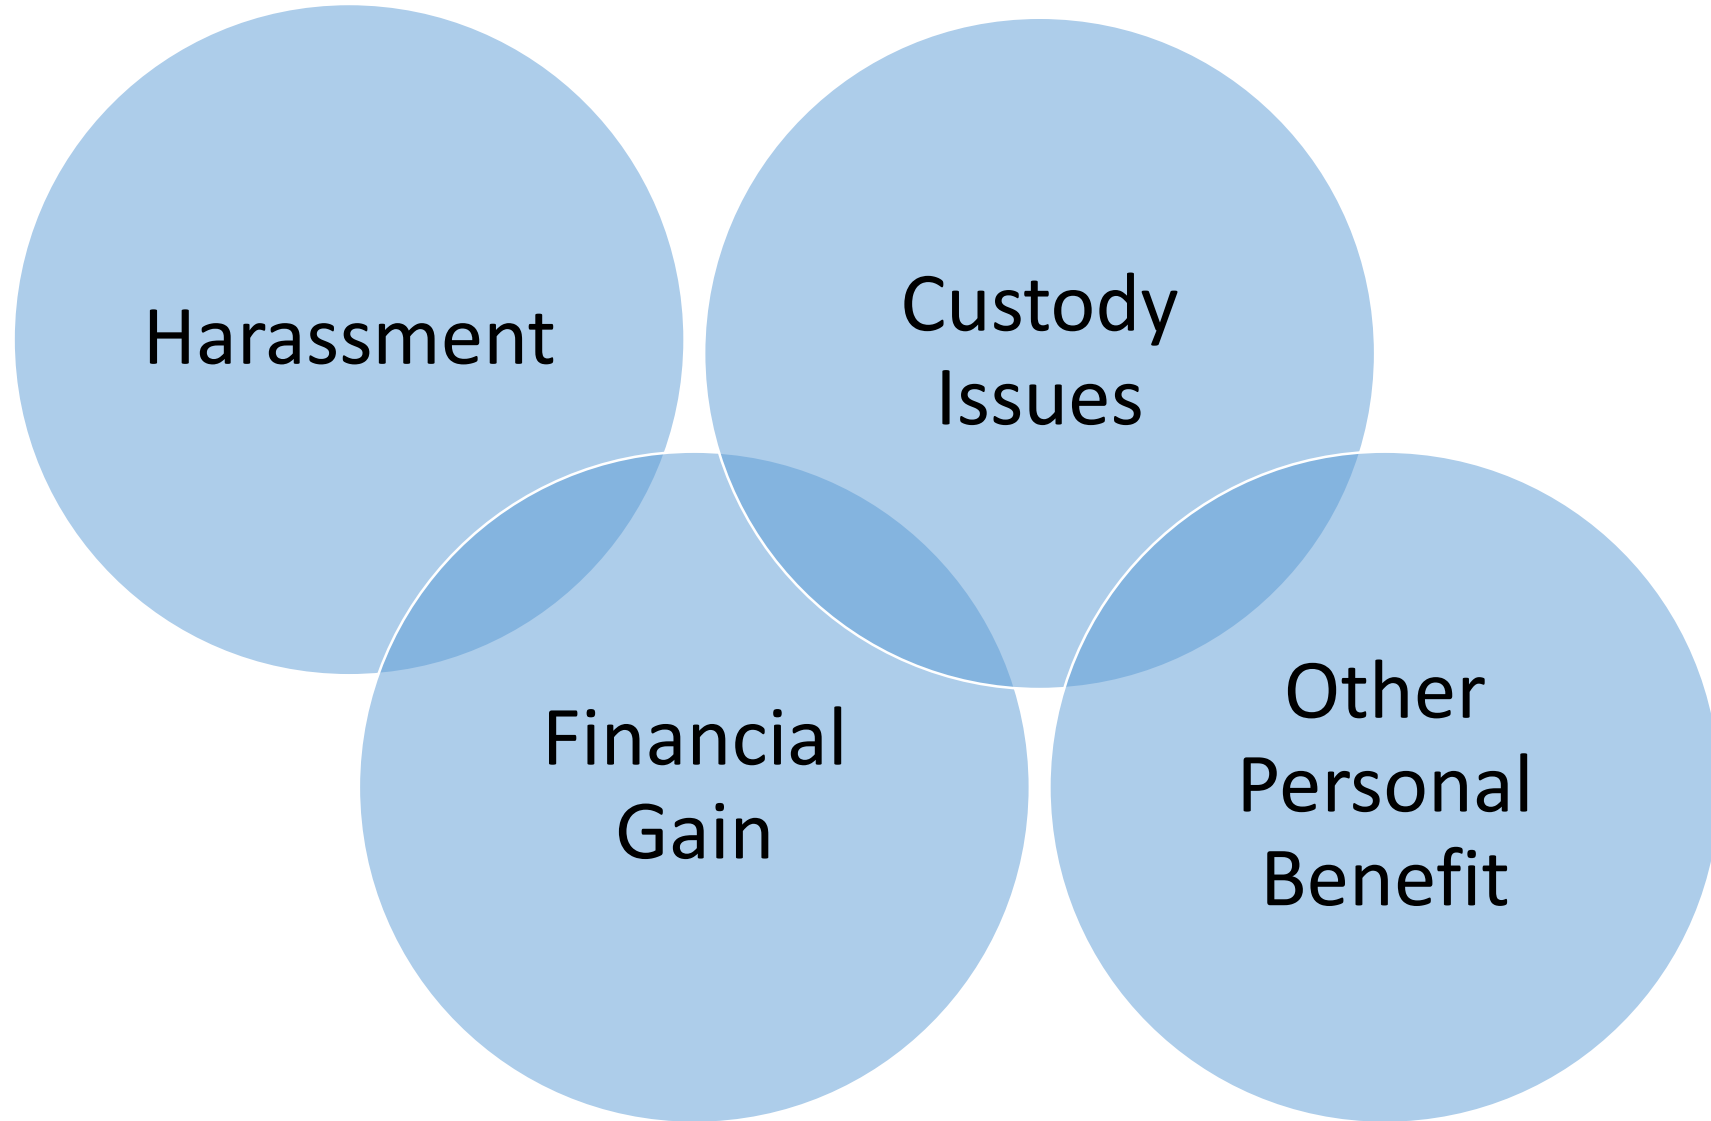 Harassment
Custody
Issues
Financial
Gain
Other
Personal
Benefit